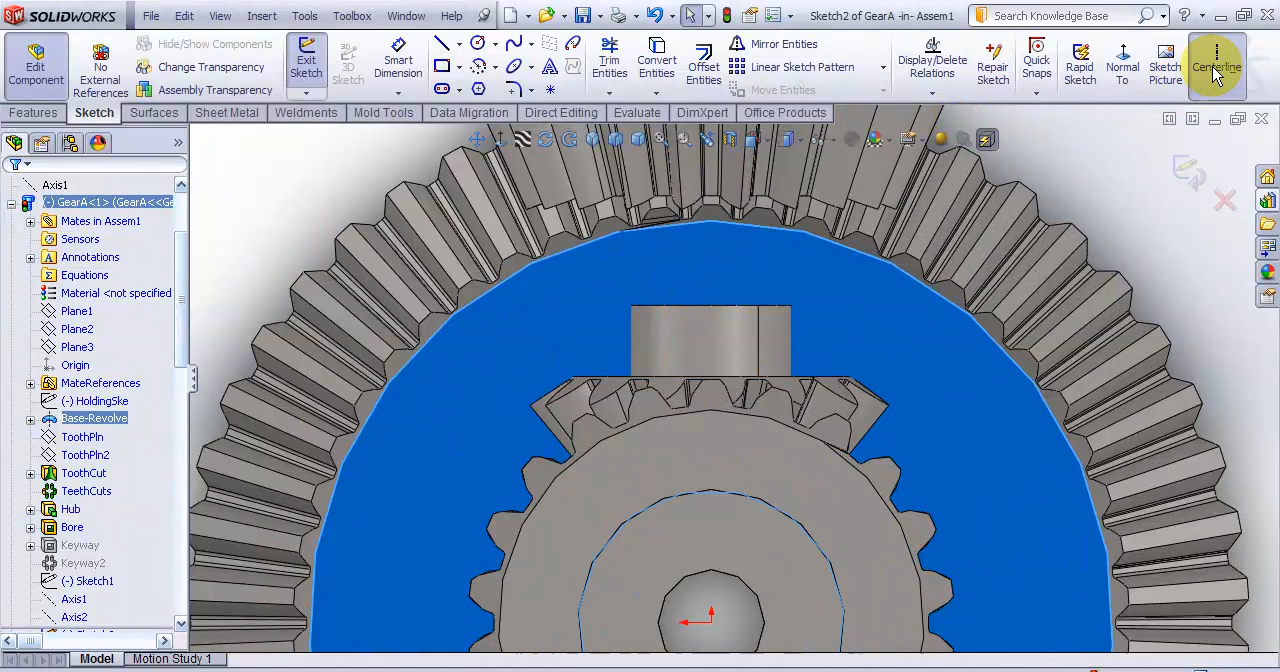 SOLIDWORKS File Edit View Insert Tools Toolbox Window Help Sketch2 of GearA -in- Assem1 Search Knowledge Base
Edit Component
No External References
Hide/Show Components
Change Transparency
Assembly Transparency
Exit Sketch
3D Sketch
Smart Dimension
Trim Entities
Convert Entities
Offset Entities
Mirror Entities
Linear Sketch Pattern
Move Entities
Display/Delete Relations
Repair Sketch
Quick Snaps
Rapid Sketch
Normal To
Sketch Picture
Centerline
Features Sketch Surfaces Sheet Metal Weldments Mold Tools Data Migration Direct Editing Evaluate DimXpert Office Products
Axis1
(-) GearA<1> (GearA<<Ge
Mates in Assem1
Sensors
Annotations
Equations
Material <not specified
Plane1
Plane2
Plane3
Origin
MateReferences
(-) HoldingSke
Base-Revolve
ToothPln
ToothPln2
ToothCut
TeethCuts
Hub
Bore
Keyway
Keyway2
(-) Sketch1
Axis1
Axis2
Model Motion Study 1